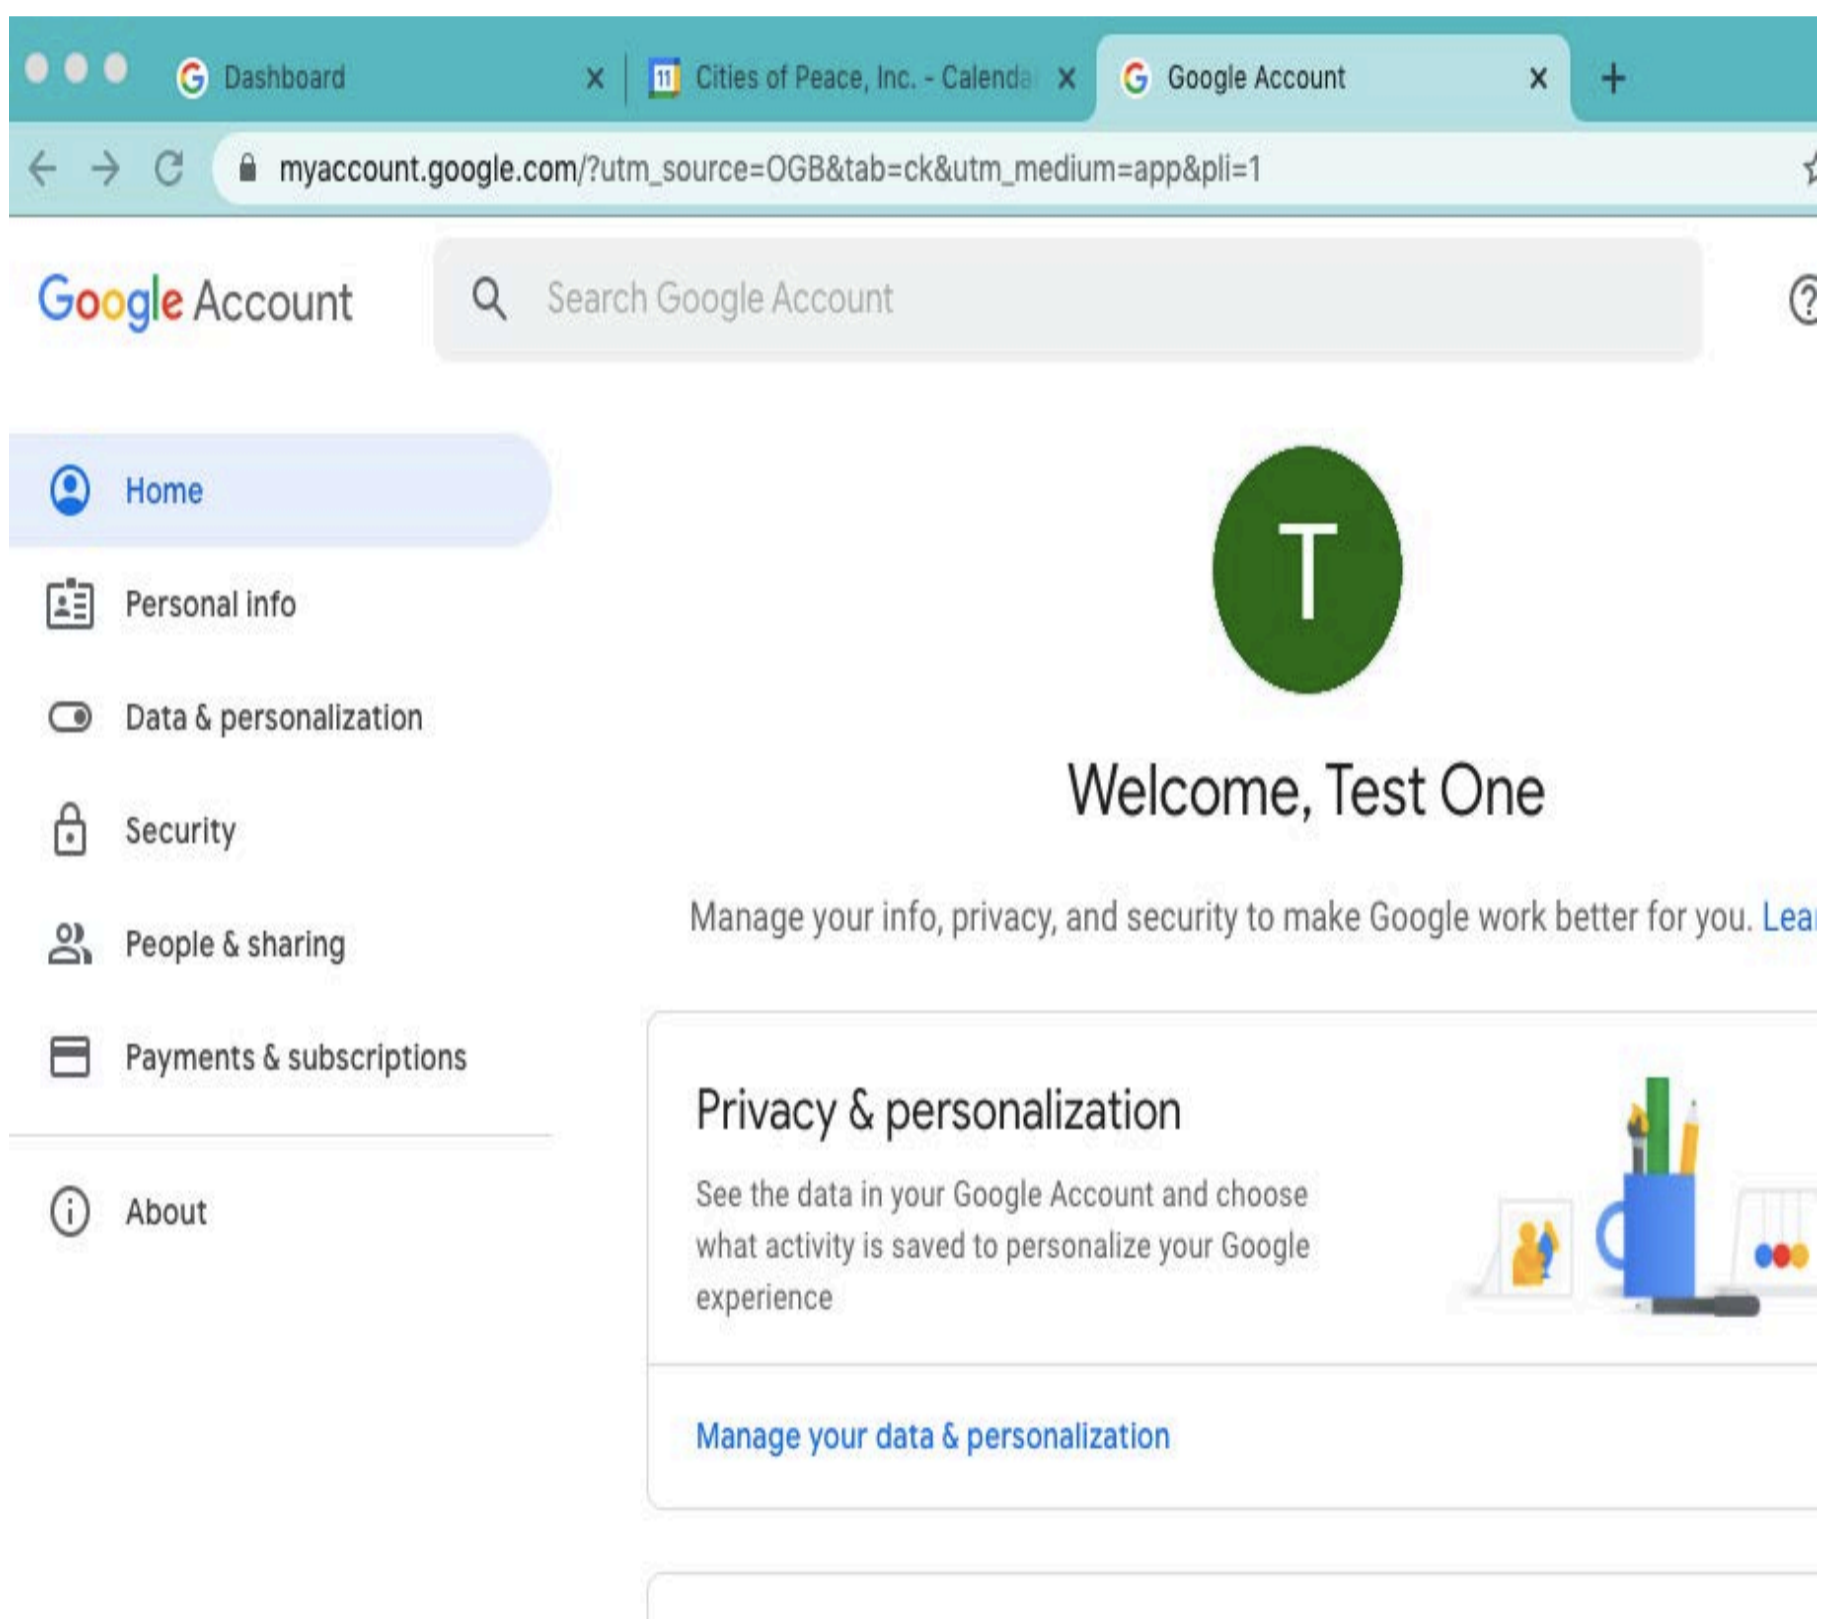 Dashboard
Cities of Peace, Inc. - Calenda
Google Account
myaccount.google.com/?utm_source=OGB&tab=ck&utm_medium=app&pli=1
Google Account
Search Google Account
Home
Personal info
Data & personalization
Security
People & sharing
Payments & subscriptions
About
T
Welcome, Test One
Manage your info, privacy, and security to make Google work better for you. Lea
Privacy & personalization
See the data in your Google Account and choose
what activity is saved to personalize your Google
experience
Manage your data & personalization